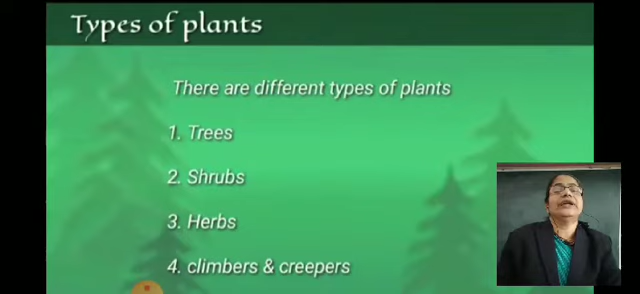 Types of plants
There are different types of plants
1. Trees
2. Shrubs
3. Herbs
4. climbers & creepers